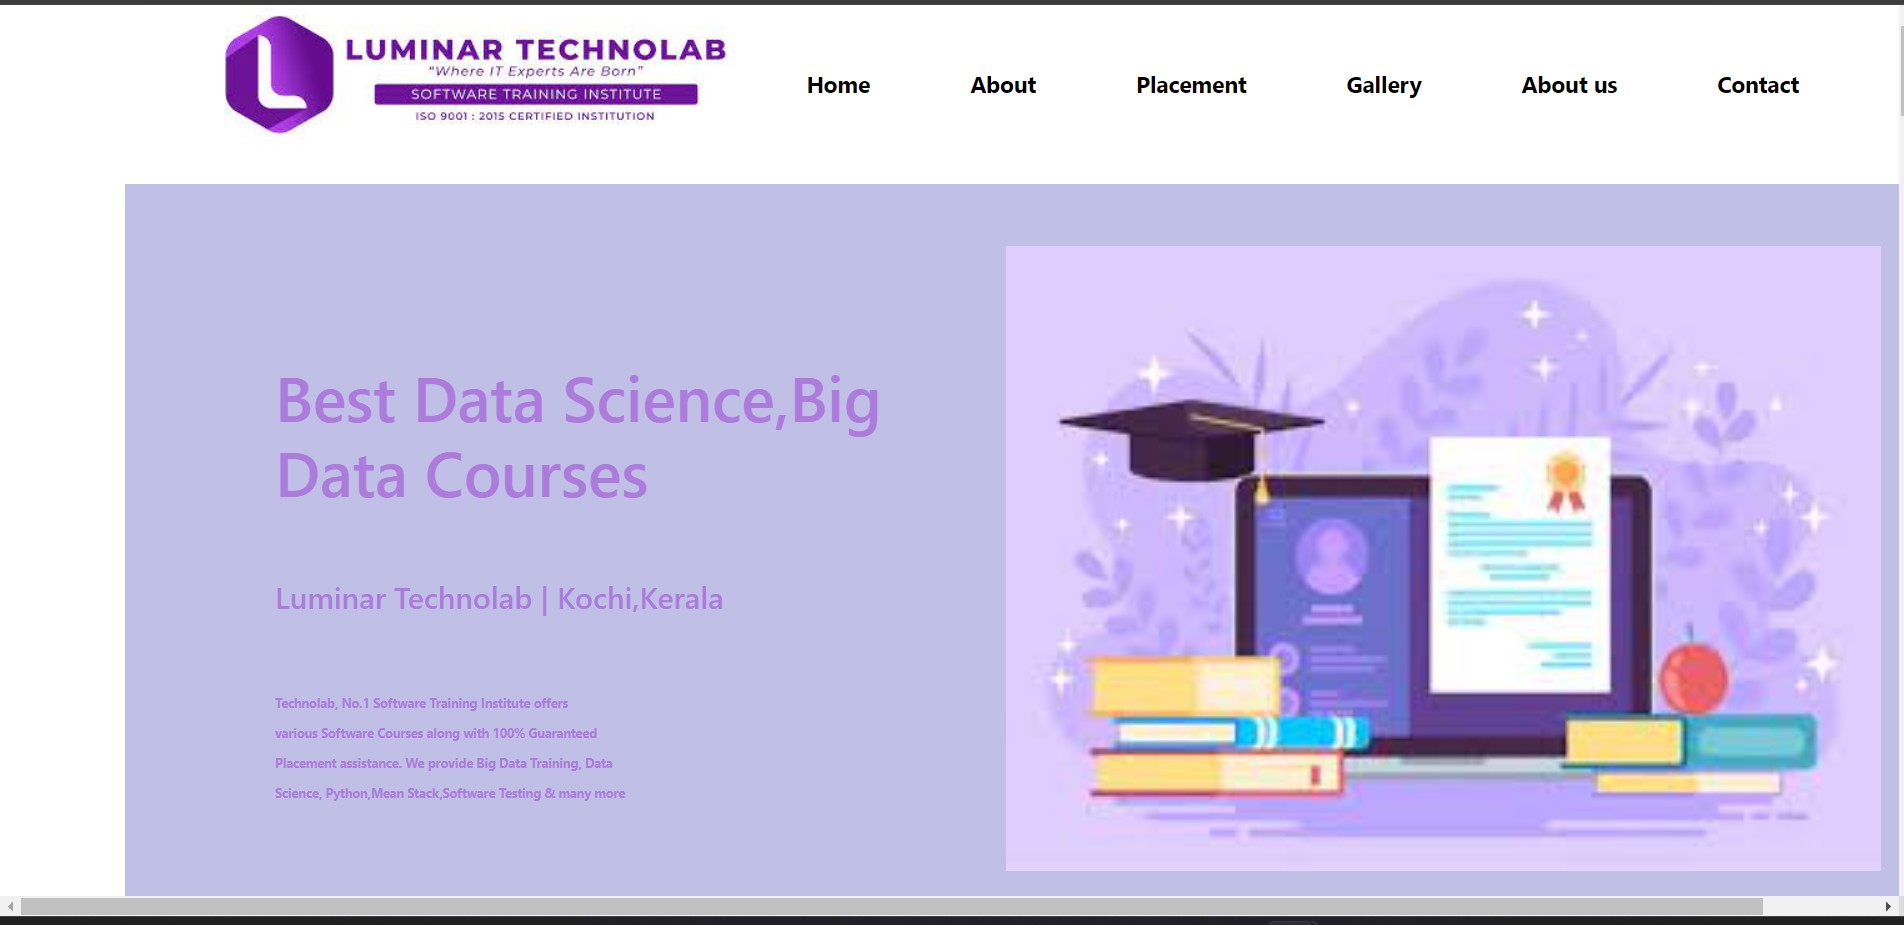 LUMINAR TECHNOLAB
"Where IT Experts Are Born"
SOFTWARE TRAINING INSTITUTE
ISO 9001 : 2015 CERTIFIED INSTITUTION
Home About Placement Gallery About us Contact
Best Data Science,Big
Data Courses
Luminar Technolab | Kochi,Kerala
Technolab, No.1 Software Training Institute offers
various Software Courses along with 100% Guaranteed
Placement assistance. We provide Big Data Training, Data
Science, Python,Mean Stack,Software Testing & many more